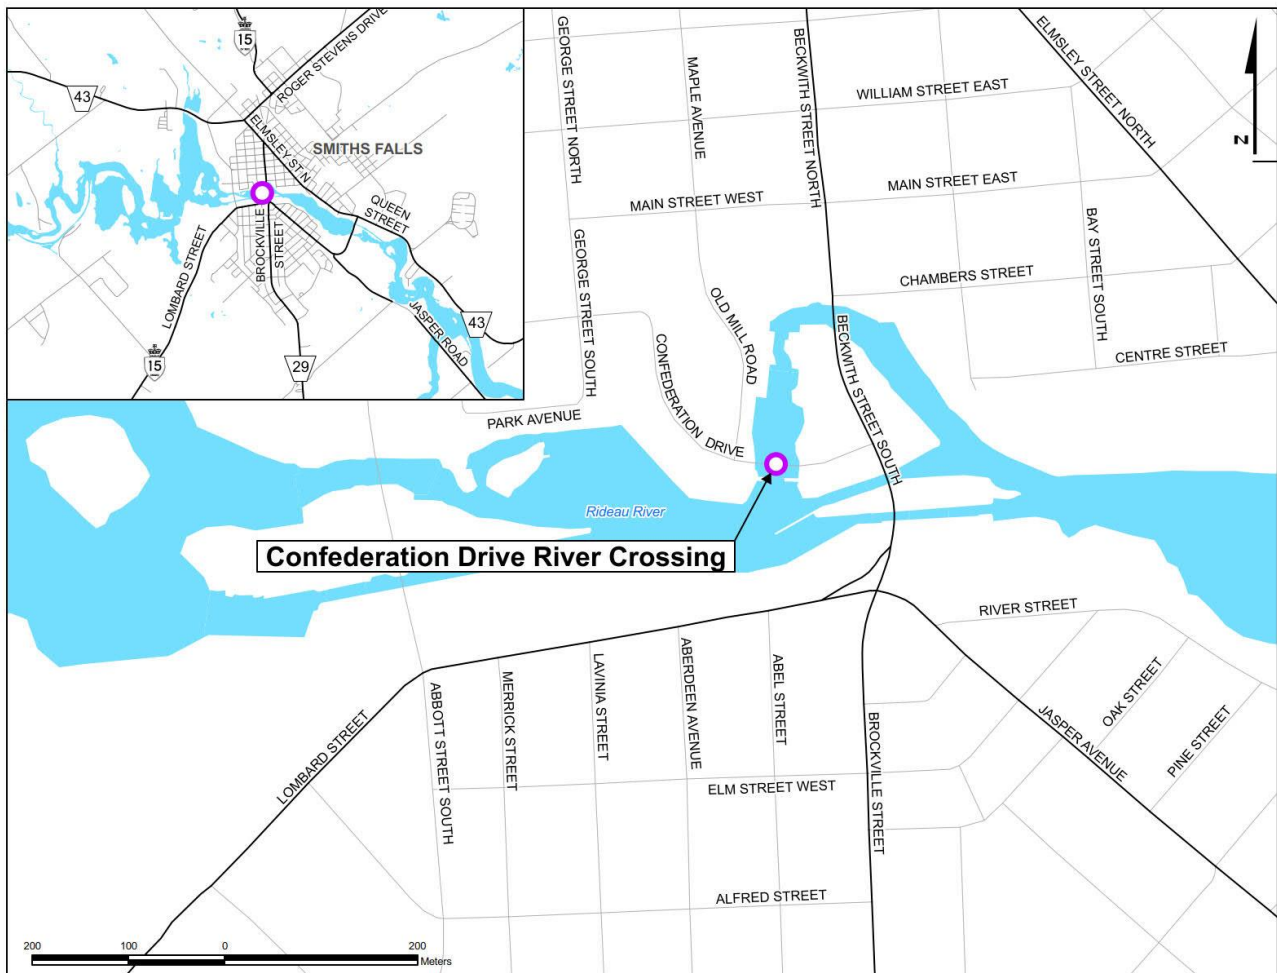 15
ROGER STEVENS DRIVE
43
ELMSLEY ST N
SMITHS FALLS
QUEEN
STREET
BROCKVILLE
STREET
LOMBARD STREET
JASPER ROAD
43
15
29
GEORGE STREET NORTH
MAPLE AVENUE
BECKWITH STREET NORTH
ELMSLEY STREET NORTH
WILLIAM STREET EAST
Z
MAIN STREET WEST
MAIN STREET EAST
GEORGE STREET SOUTH
BAY STREET SOUTH
CHAMBERS STREET
OLD MILL ROAD
CONFEDERATION DRIVE
BECKWITH STREET SOUTH
CENTRE STREET
PARK AVENUE
Rideau River
Confederation Drive River Crossing
RIVER STREET
LOMBARD STREET
ABBOTT STREET SOUTH
MERRICK STREET
LAVINIA STREET
ABERDEEN AVENUE
ABEL STREET
BROCKVILLE STREET
JASPER AVENUE
OAK STREET
PINE STREET
ELM STREET WEST
ALFRED STREET
200 100 0 200
Meters